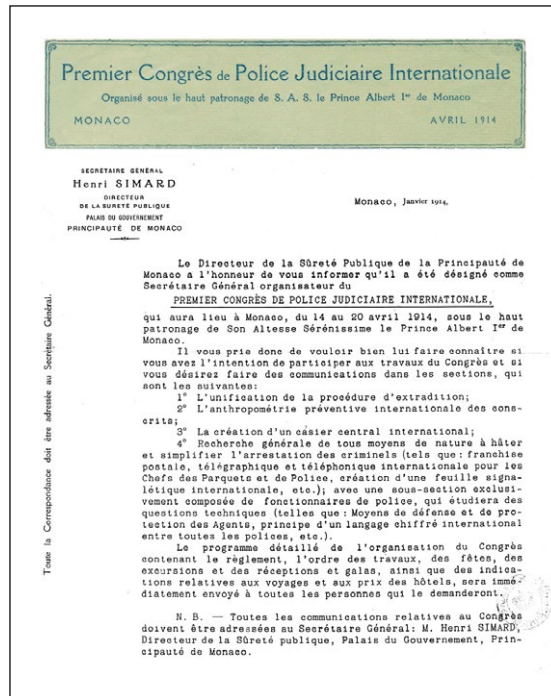 Premier Congrès de Police Judiciaire Internationale
Organisé sous le haut patronage de S. A. S. le Prince Albert Ier de Monaco
MONACO
AVRIL 1914
SECRÉTAIRE GÉNÉRAL
Henri SIMARD
DIRECTEUR
DE LA SURETÉ PUBLIQUE
PALAIS DU GOUVERNEMENT
PRINCIPAUTÉ DE MONACO
Monaco, Janvier 1914,
Toute la Correspondance doit être adressée au Secrétaire Général.
Le Directeur de la Sûreté Publique de la Principauté de
Monaco a l'honneur de vous informer qu'il a été désigné comme
Secrétaire Général organisateur du
PREMIER CONGRÈS DE POLICE JUDICIAIRE INTERNATIONALE,
qui aura lieu à Monaco, du 14 au 20 avril 1914, sous le haut
patronage de Son Altesse Sérénissime le Prince Albert Ier de
Monaco.
Il vous prie donc de vouloir bien lui faire connaître si
vous avez l'intention de participer aux travaux du Congrès et si
vous désirez faire des communications dans les sections, qui
sont les suivantes:
1° L'unification de la procédure d'extradition;
2° L'anthropométrie préventive internationale des cons-
crits;
3° La création d'un casier central international;
4° Recherche générale de tous moyens de nature à hâter
et simplifier l'arrestation des criminels (tels que: franchise
postale, télégraphique et téléphonique internationale pour les
Chefs des Parquets et de Police, création d'une feuille signa-
létique internationale, etc.); avec une sous-section exclusi-
vement composée de fonctionnaires de police, qui étudiera des
questions techniques (telles que: Moyens de défense et de pro-
tection des Agents, principe d'un langage chiffré international
entre toutes les polices, etc.).
Le programme détaillé de l'organisation du Congrès
contenant le règlement, l'ordre des travaux, des fêtes, des
excursions et des réceptions et galas, ainsi que des indica-
tions relatives aux voyages et aux prix des hôtels, sera immé-
diatement envoyé à toutes les personnes qui le demanderont.
N. B. — Toutes les communications relatives au Congrès
doivent être adressées au Secrétaire Général: M. Henri SIMARD,
Directeur de la Sûreté publique, Palais du Gouvernement, Prin-
cipauté de Monaco.